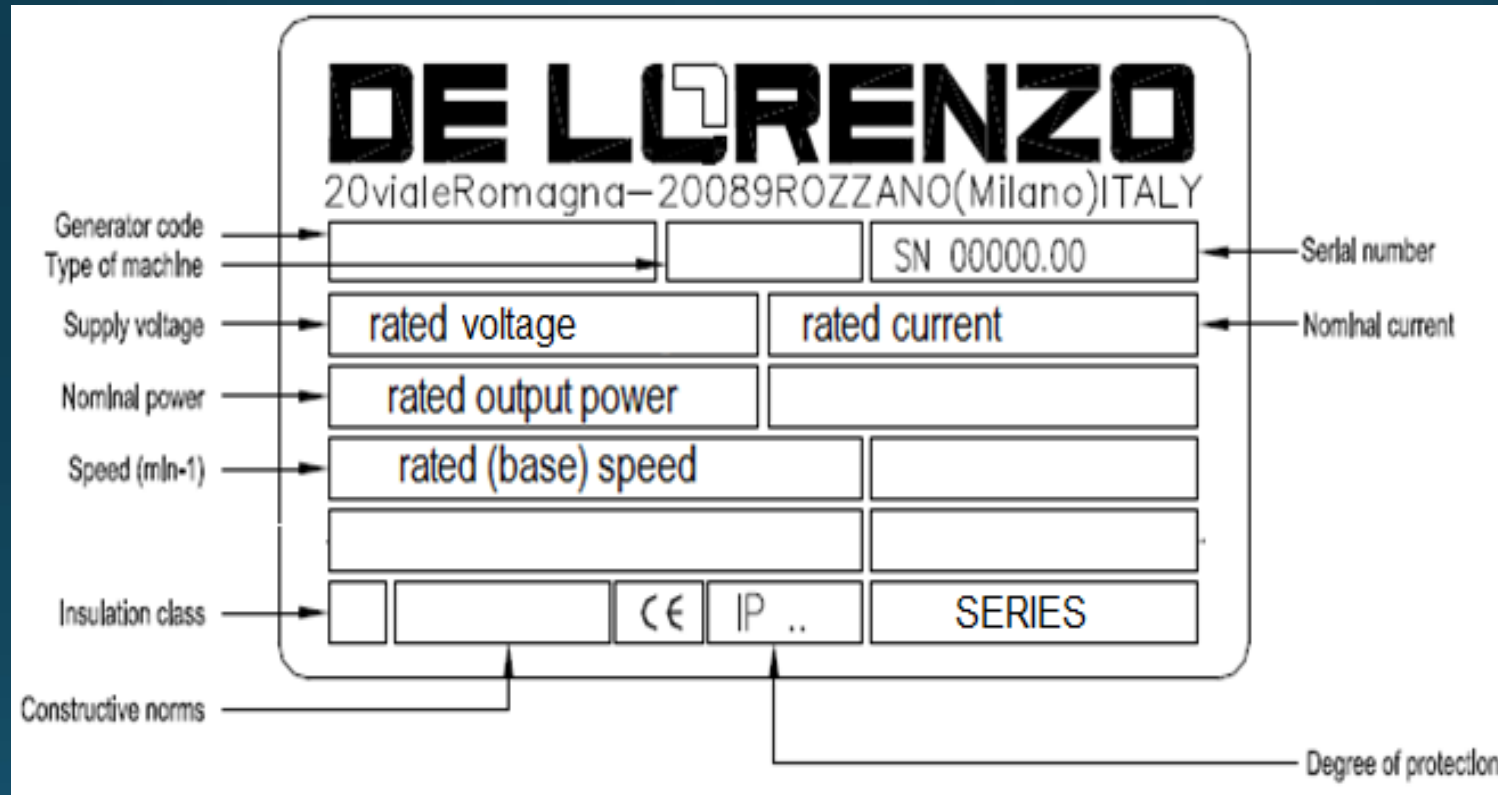 DE LORENZO
20vialeRomagna-20089ROZZANO(Milano)ITALY
Generator code
Type of machine
SN 00000.00
Serial number
Supply voltage
rated voltage
rated current
Nominal current
Nominal power
rated output power
Speed (min-1)
rated (base) speed
Insulation class
CE
IP ..
SERIES
Constructive norms
Degree of protection